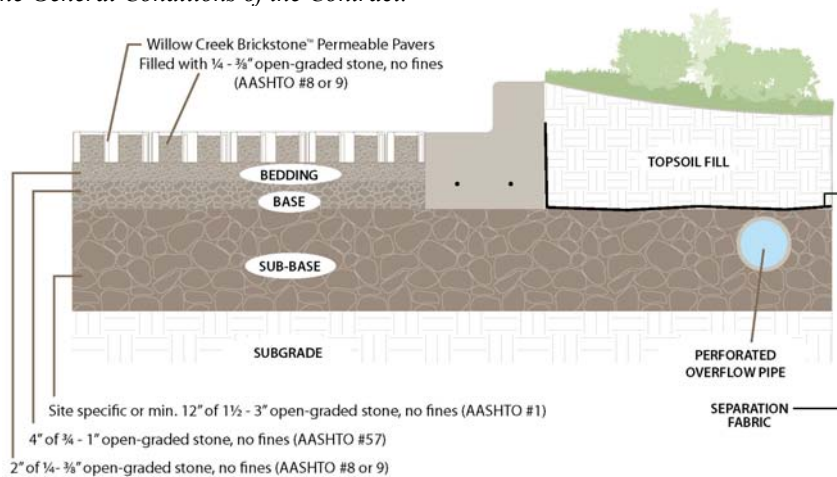 the General Conditions of the Contract.
Willow Creek Brickstone™ Permeable Pavers
Filled with ¼ - ⅜" open-graded stone, no fines
(AASHTO #8 or 9)
BEDDING
BASE
SUB-BASE
TOPSOIL FILL
SUBGRADE
PERFORATED
OVERFLOW PIPE
SEPARATION
FABRIC
Site specific or min. 12" of 1½ - 3" open-graded stone, no fines (AASHTO #1)
4" of ¾ - 1" open-graded stone, no fines (AASHTO #57)
2" of ¼- ⅜" open-graded stone, no fines (AASHTO #8 or 9)